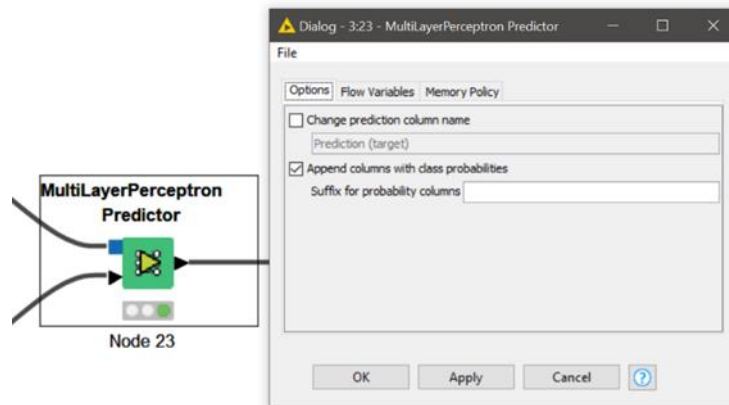 Dialog - 3:23 - MultiLayerPerceptron Predictor
File
Options Flow Variables Memory Policy
Change prediction column name
Prediction (target)
Append columns with class probabilities
Suffix for probability columns
MultiLayerPerceptron
Predictor
Node 23
OK Apply Cancel ?